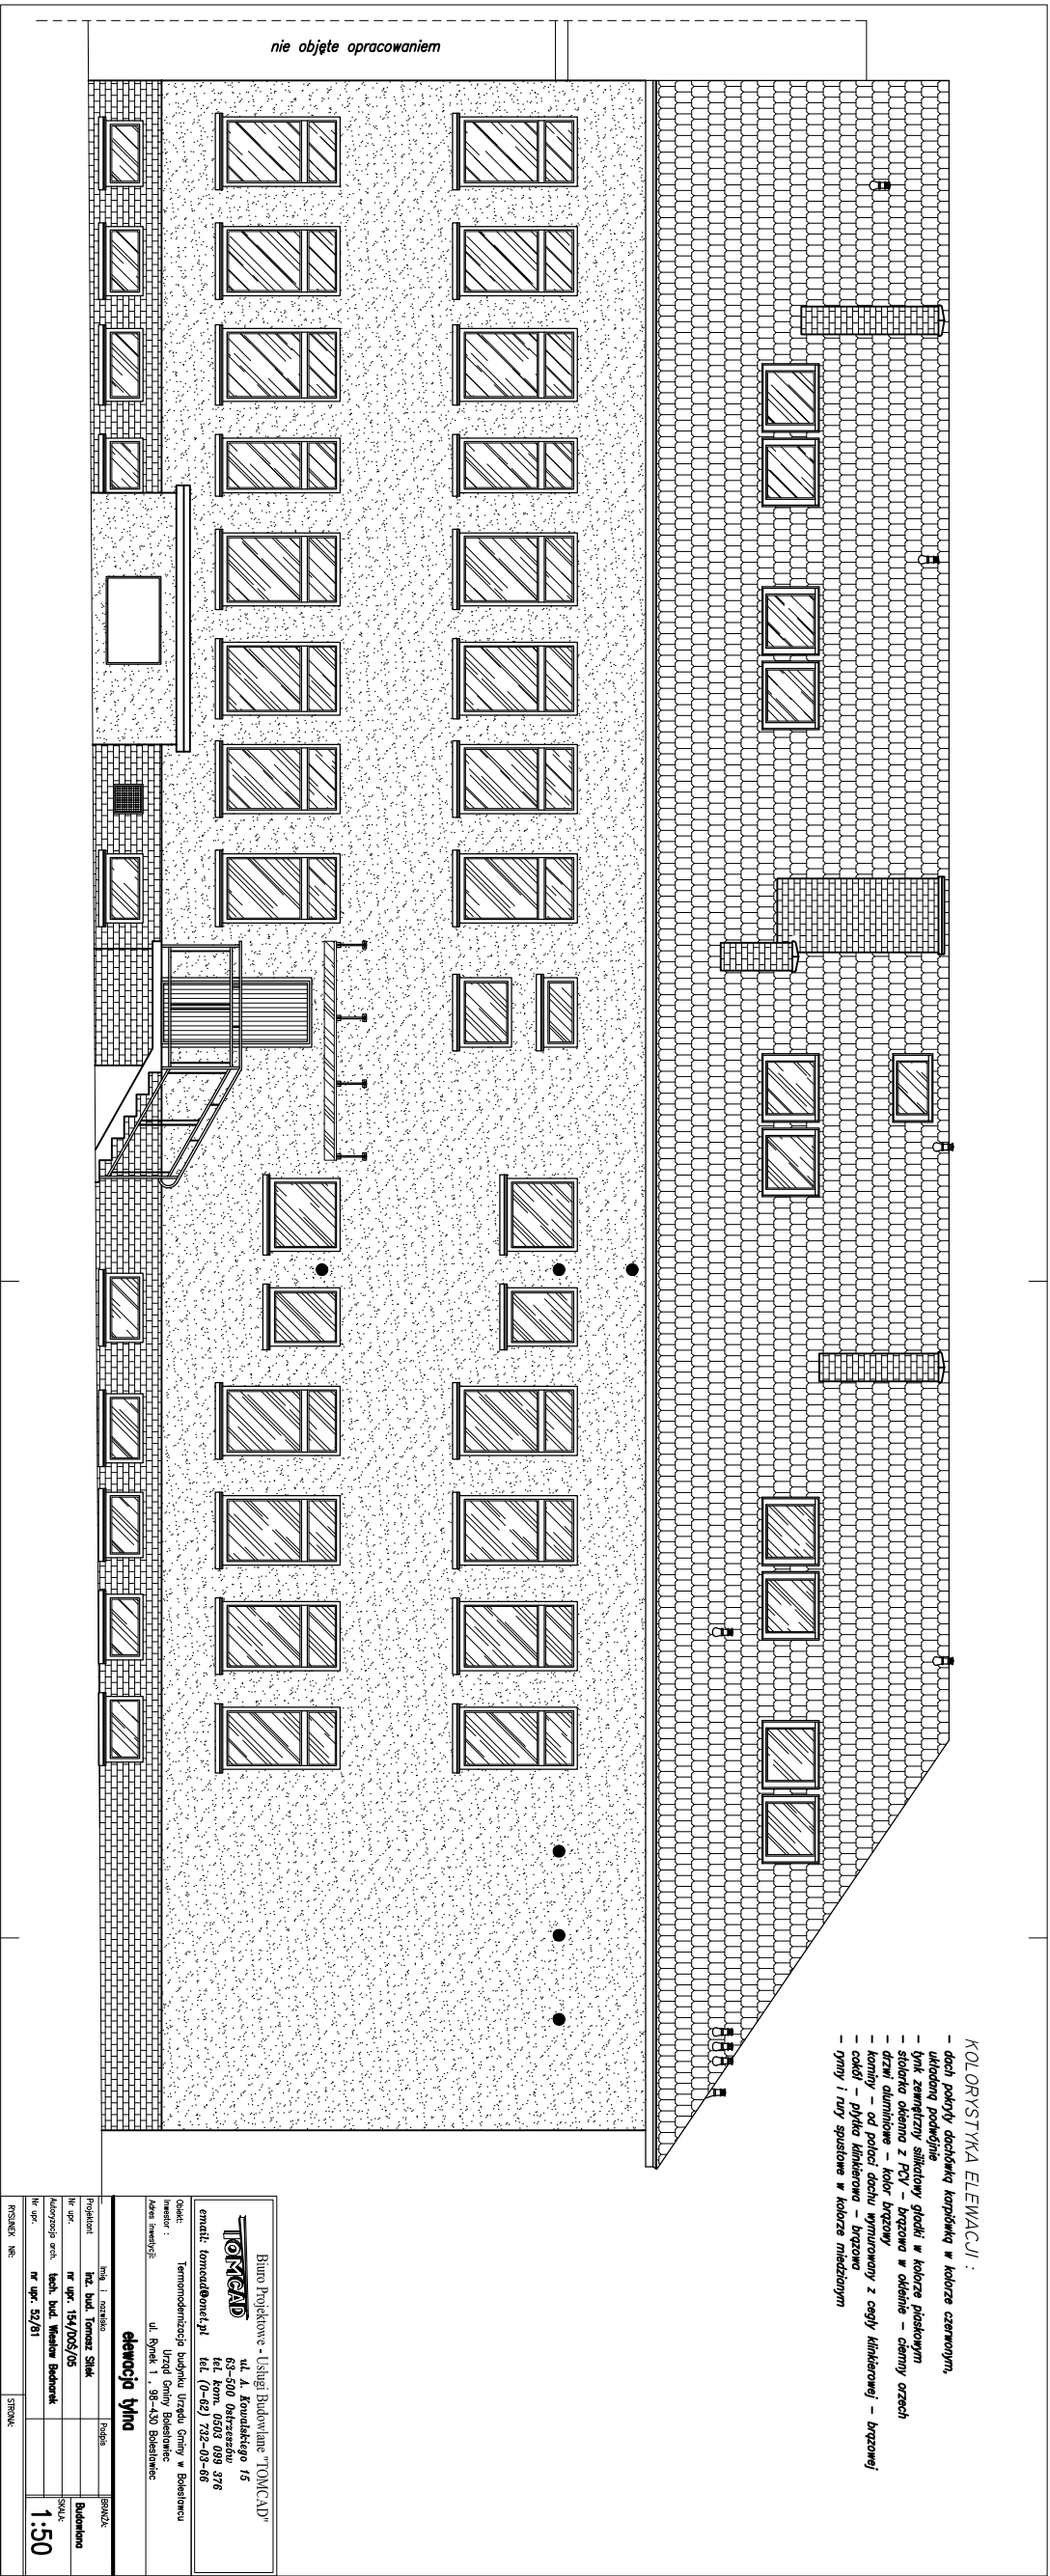 nie objęte opracowaniem
KOLORYSTYKA ELEWACJI :
- dach pokryty dachówką karpiówką w kolorze czerwonym,
układaną podwójnie
- tynk zewnętrzny silikatowy gładki w kolorze piaskowym
- stolarka okienna z PCV - brązowa w okleinie - ciemny orzech
- drzwi aluminiowe - kolor brązowy
- kominy - od połaci dachu wymurowany z cegły klinkierowej - brązowej
- cokół - płytka klinkierowa - brązowa
- rynny i rury spustowe w kolorze miedzianym
Biuro Projektowe - Usługi Budowlane "TOMCAD"
TOMCAD
ul. A. Kowalskiego 15
63-500 Ostrzeszów
tel. kom. 0503 099 376
email: tomcad@onet.pl tel. (0-62) 732-03-66
Obiekt: Termomodernizacja budynku Urzędu Gminy w Bolesławcu
Inwestor : Urząd Gminy Bolesławiec
Adres inwestycji: ul. Rynek 1 , 98-430 Bolesławiec
elewacja tylna
Imię i nazwisko Podpis BRANŻA:
Projektant inż. bud. Tomasz Siłek Budowlana
Nr upr. nr upr. 154/DOŚ/05
Autoryzacja arch. tech. bud. Wiesław Bednarek SKALA:
Nr upr. nr upr. 52/81 1:50
RYSUNEK NR: STRONA: